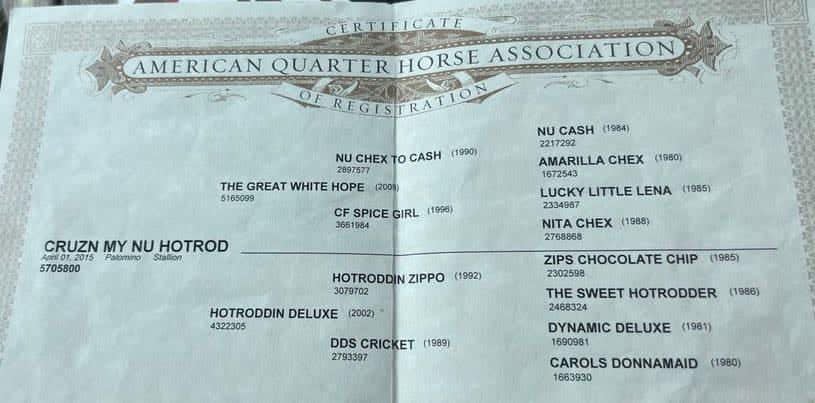 CERTIFICATE
AMERICAN QUARTER HORSE ASSOCIATION
OF REGISTRATION
NU CASH (1984)
2217292
NU CHEX TO CASH (1990)
2897577
AMARILLA CHEX (1980)
1672543
THE GREAT WHITE HOPE (2008)
5165099
LUCKY LITTLE LENA (1985)
2334987
CF SPICE GIRL (1996)
3661984
NITA CHEX (1988)
2768868
CRUZN MY NU HOTROD
April 01, 2015 Palomino Stallion
5705800
ZIPS CHOCOLATE CHIP (1985)
2302598
HOTRODDIN ZIPPO (1992)
3079702
THE SWEET HOTRODDER (1986)
2468324
HOTRODDIN DELUXE (2002)
4322305
DYNAMIC DELUXE (1981)
1690981
DDS CRICKET (1989)
2793397
CAROLS DONNAMAID (1980)
1663930